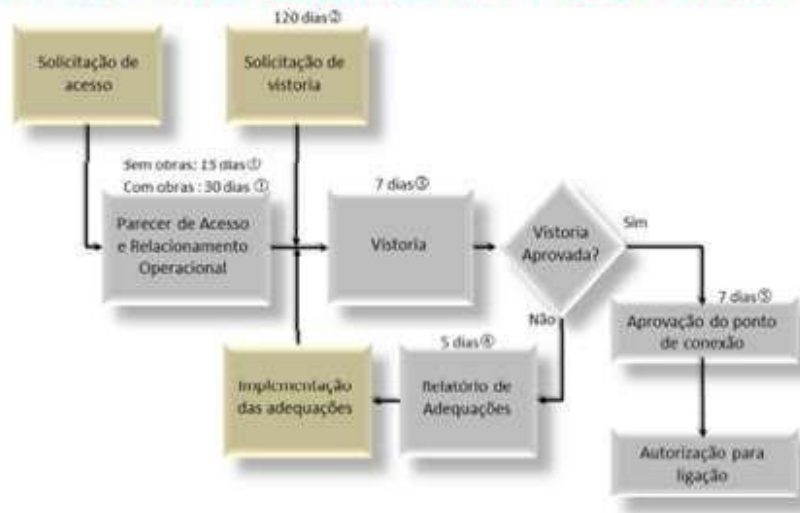 120 dias②
Solicitação de
acesso
Solicitação de
vistoria
Sem obras: 15 dias①
Com obras : 30 dias ①
Parecer de Acesso
e Relacionamento
Operacional
7 dias③
Vistoria
Vistoria
Aprovada?
Sim
Não
7 dias⑤
Aprovação do ponto
de conexão
5 dias④
Relatório de
Adequações
Implementação
das adequações
Autorização para
ligação